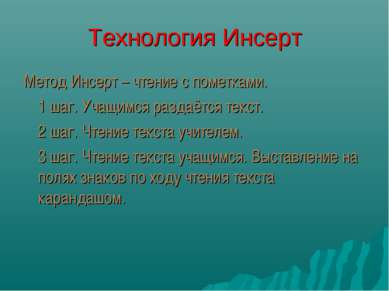 Технология Инсерт
Метод Инсерт – чтение с пометками.
1 шаг. Учащимся раздаётся текст.
2 шаг. Чтение текста учителем.
3 шаг. Чтение текста учащимся. Выставление на
полях знаков по ходу чтения текста
карандашом.